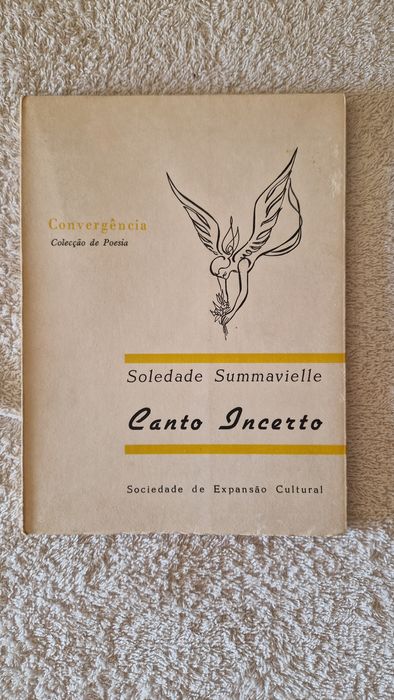 Convergência
Colecção de Poesia
Soledade Summavielle
Canto Incerto
Sociedade de Expansão Cultural